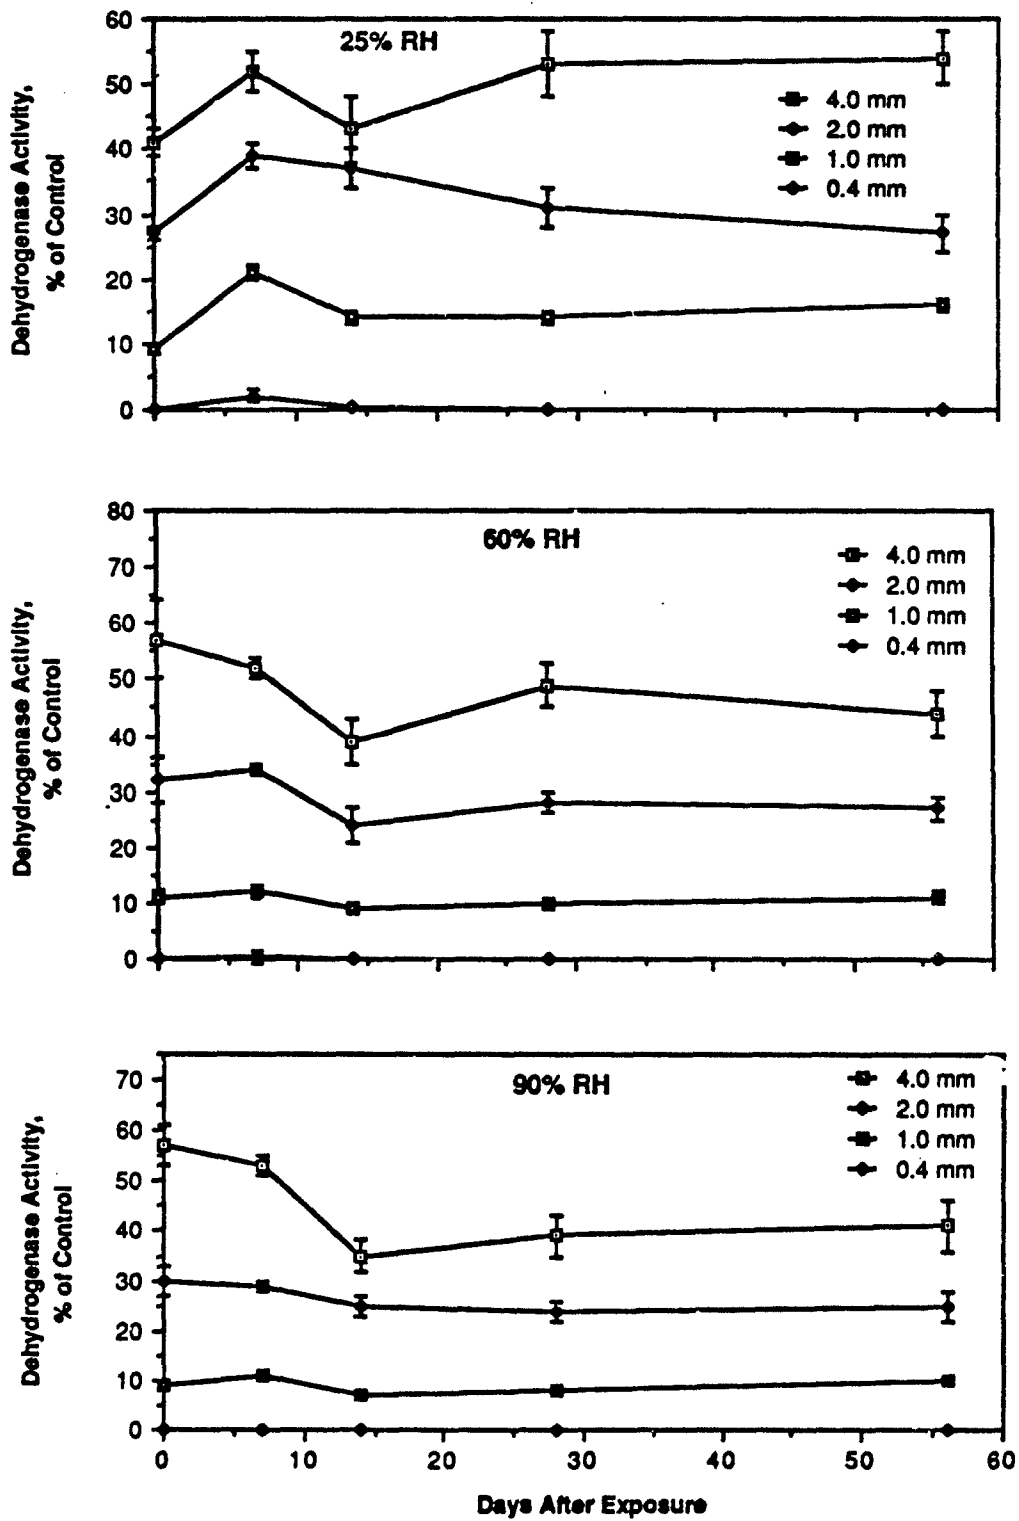 60
25% RH
50
40
30
20
10
0
Dehydrogenase Activity,
% of Control
4.0 mm
2.0 mm
1.0 mm
0.4 mm
80
60% RH
70
60
50
40
30
20
10
0
Dehydrogenase Activity,
% of Control
4.0 mm
2.0 mm
1.0 mm
0.4 mm
90% RH
70
60
50
40
30
20
10
0
Dehydrogenase Activity,
% of Control
4.0 mm
2.0 mm
1.0 mm
0.4 mm
0 10 20 30 40 50 60
Days After Exposure